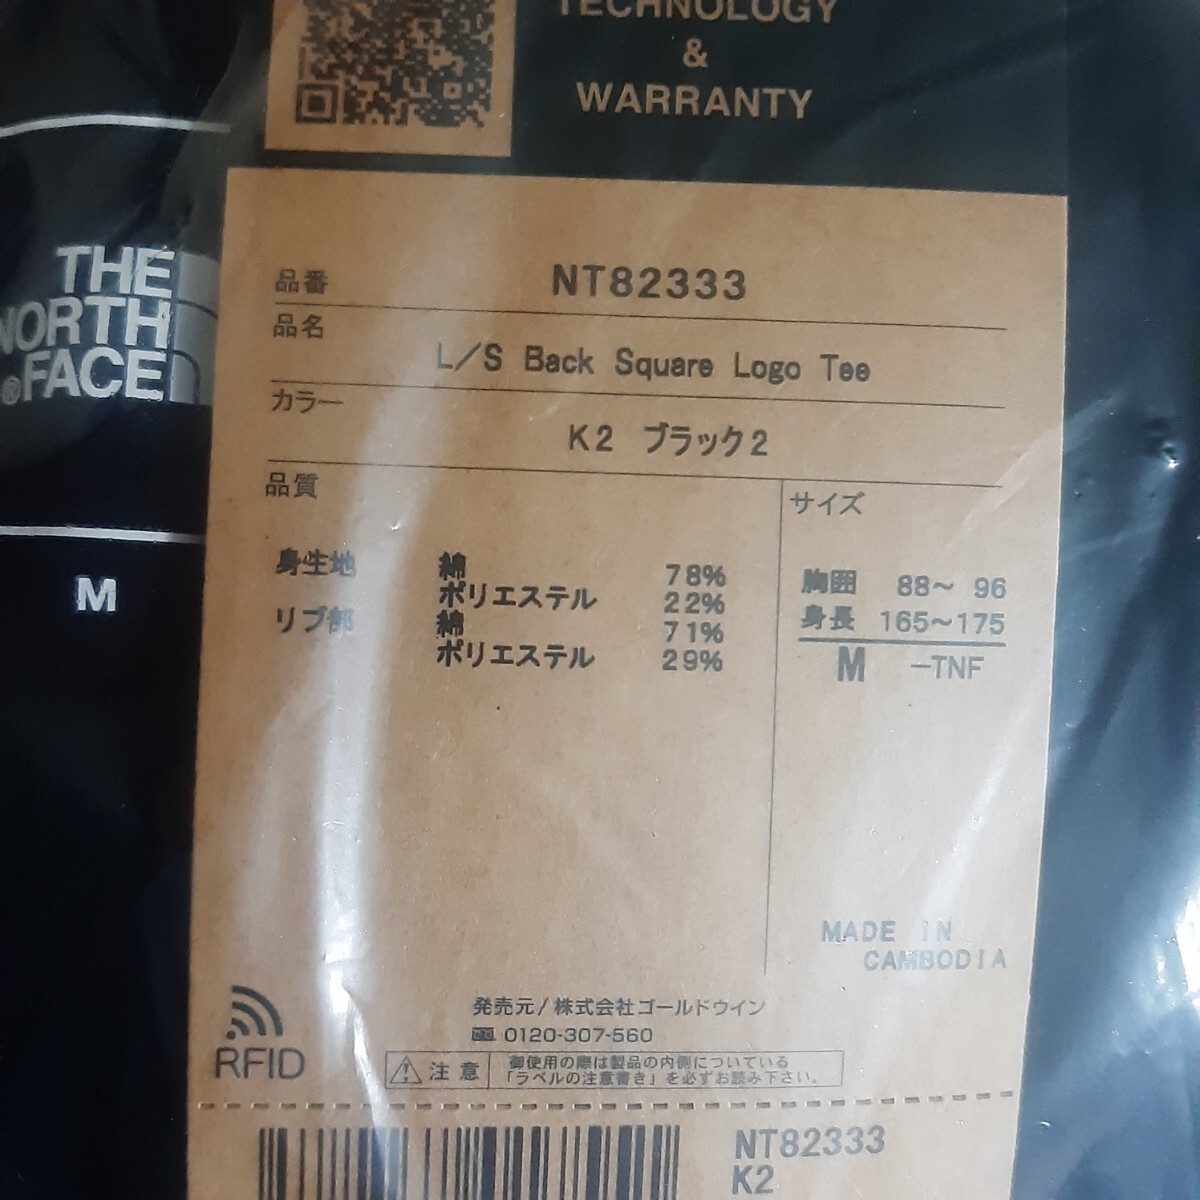 TECHNOLOGY
&
WARRANTY
THE
NORTH
FACE
®
M
品番 NT82333
品名
L/S Back Square Logo Tee
カラー
K2 ブラック2
品質
身生地 綿 78%
ポリエステル 22%
リブ部 綿 71%
ポリエステル 29%
サイズ
胸囲 88～ 96
身長 165～175
M －TNF
MADE IN
CAMBODIA
発売元/株式会社ゴールドウイン
0120-307-560
RFID
注意
御使用の際は製品の内側についている
「ラベルの注意書き」を必ずお読み下さい。
NT82333
K2